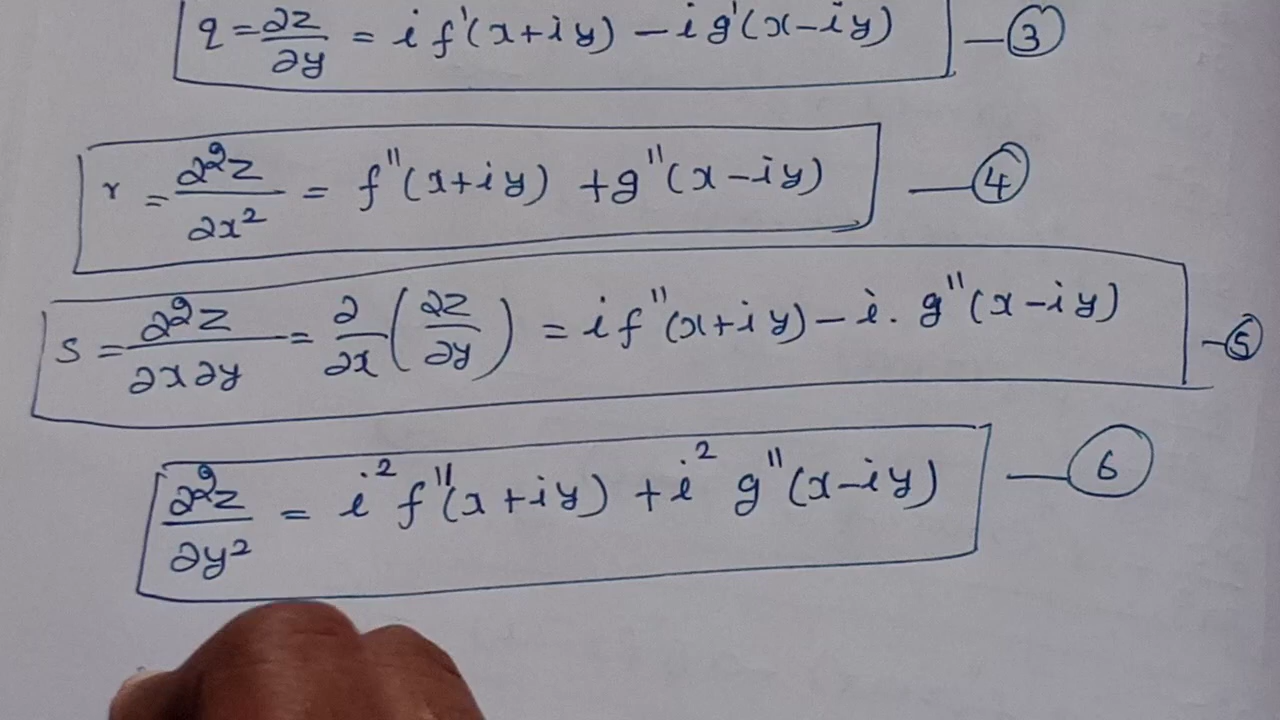 q = ∂z/∂y = i f'(x+iy) - i g'(x-iy) — ③
r = ∂²z/∂x² = f''(x+iy) + g''(x-iy) — ④
s = ∂²z/∂x∂y = ∂/∂x (∂z/∂y) = i f''(x+iy) - i. g''(x-iy) — ⑤
∂²z/∂y² = i² f''(x+iy) + i² g''(x-iy) — ⑥